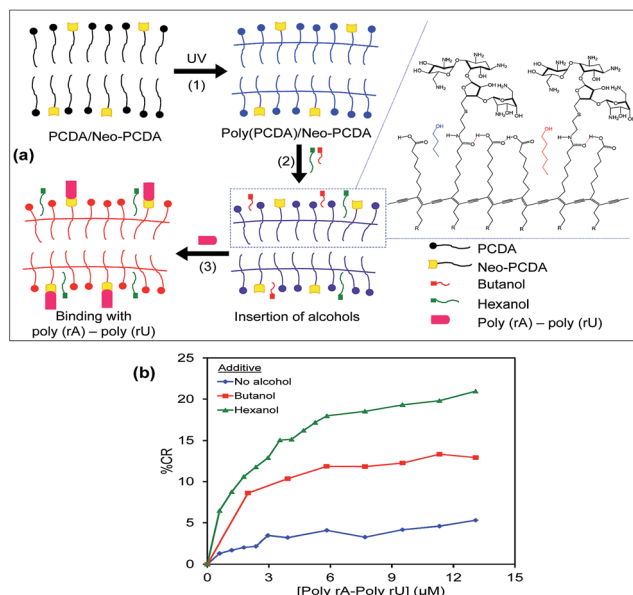 (a)
PCDA/Neo-PCDA
UV
(1)
Poly(PCDA)/Neo-PCDA
(2)
Insertion of alcohols
(3)
Binding with
poly (rA) – poly (rU)
PCDA
Neo-PCDA
Butanol
Hexanol
Poly (rA) – poly (rU)
R R R R R R
(b)
Additive
No alcohol
Butanol
Hexanol
%CR
25
20
15
10
5
0
0 3 6 9 12 15
[Poly rA-Poly rU] (µM)